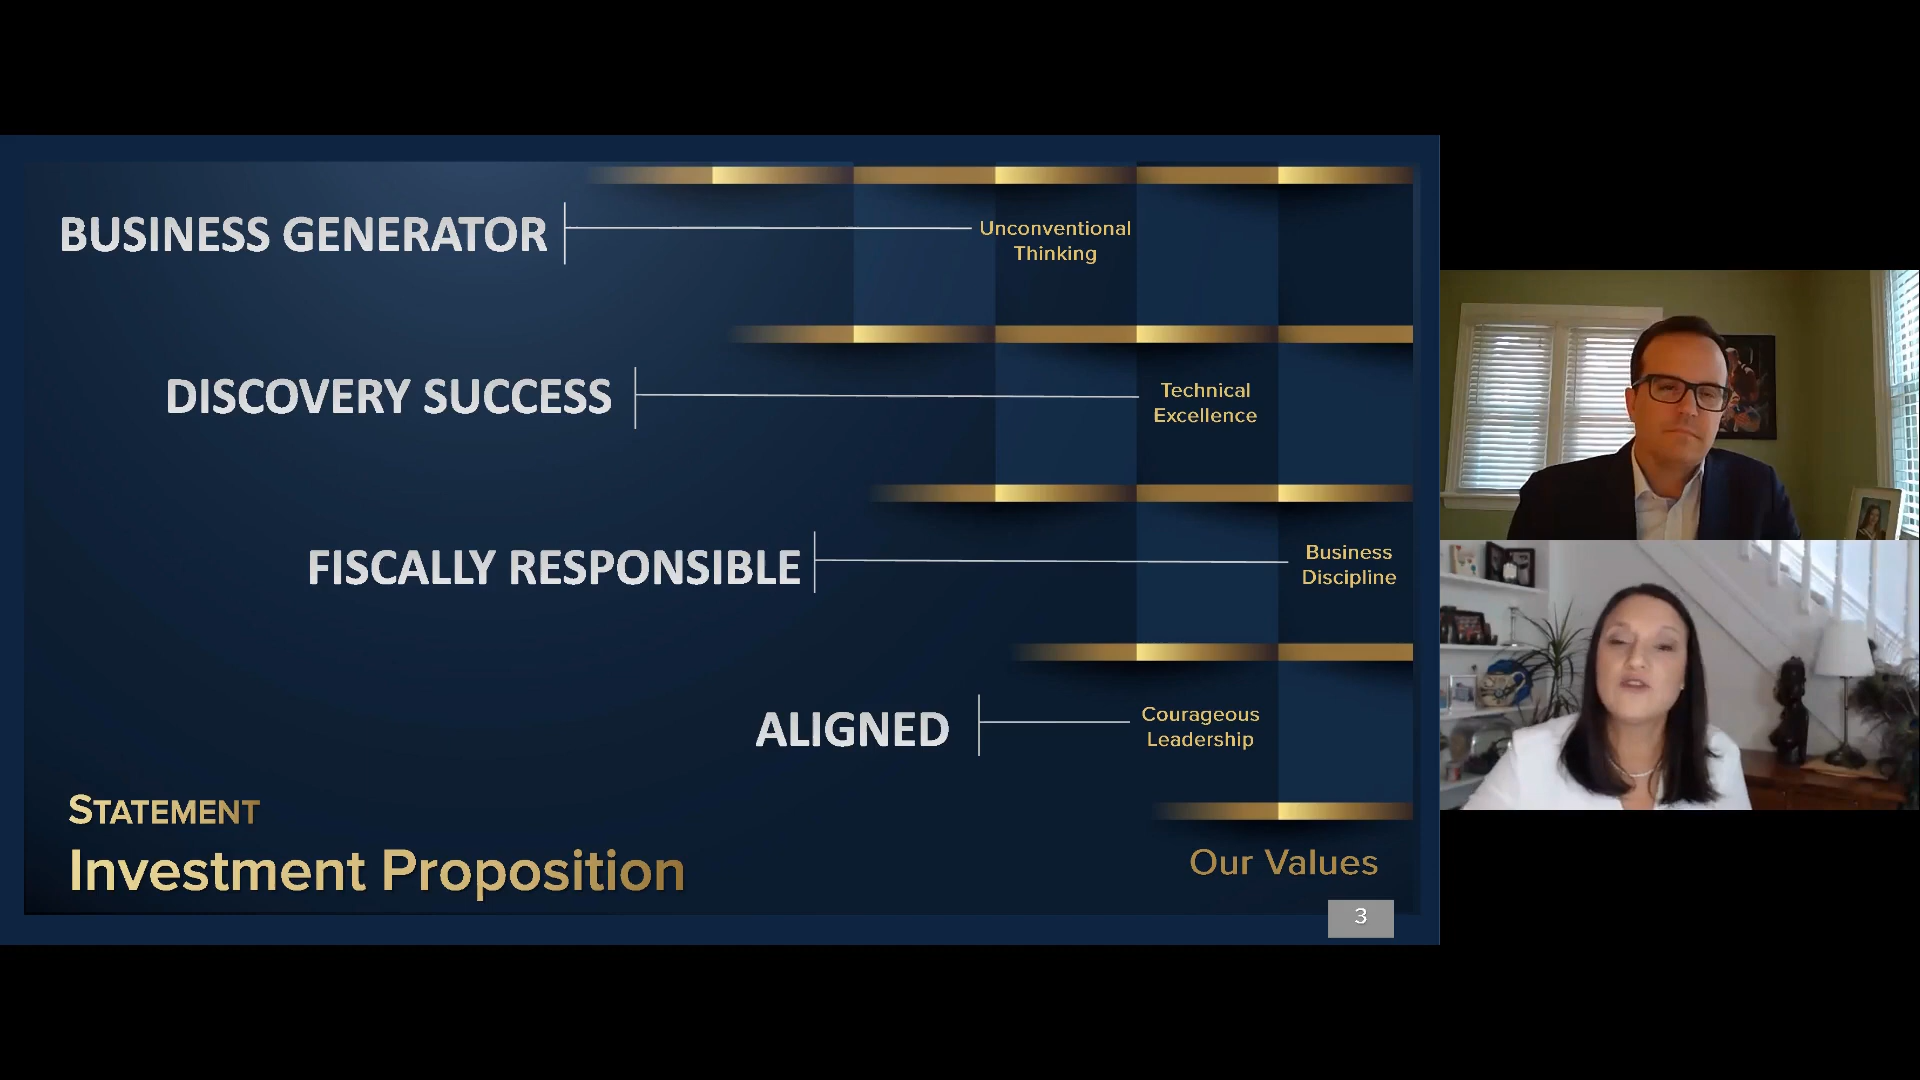 BUSINESS GENERATOR
Unconventional
Thinking
DISCOVERY SUCCESS
Technical
Excellence
FISCALLY RESPONSIBLE
Business
Discipline
ALIGNED
Courageous
Leadership
STATEMENT
Investment Proposition
Our Values
3